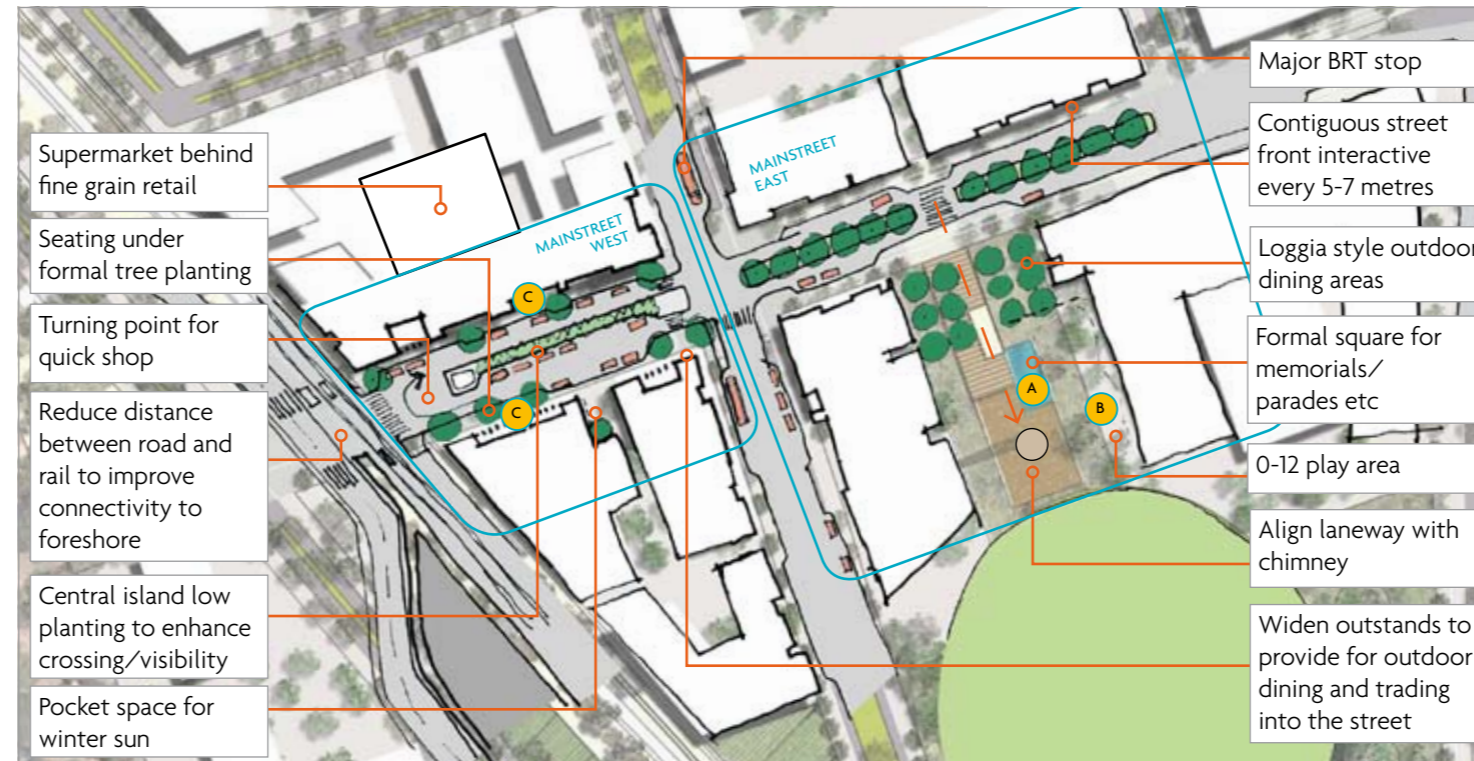 Supermarket behind
fine grain retail
Seating under
formal tree planting
Turning point for
quick shop
Reduce distance
between road and
rail to improve
connectivity to
foreshore
Central island low
planting to enhance
crossing/visibility
Pocket space for
winter sun
MAINSTREET
WEST
MAINSTREET
EAST
C
C
A
B
Major BRT stop
Contiguous street
front interactive
every 5-7 metres
Loggia style outdoor
dining areas
Formal square for
memorials/
parades etc
0-12 play area
Align laneway with
chimney
Widen outstands to
provide for outdoor
dining and trading
into the street